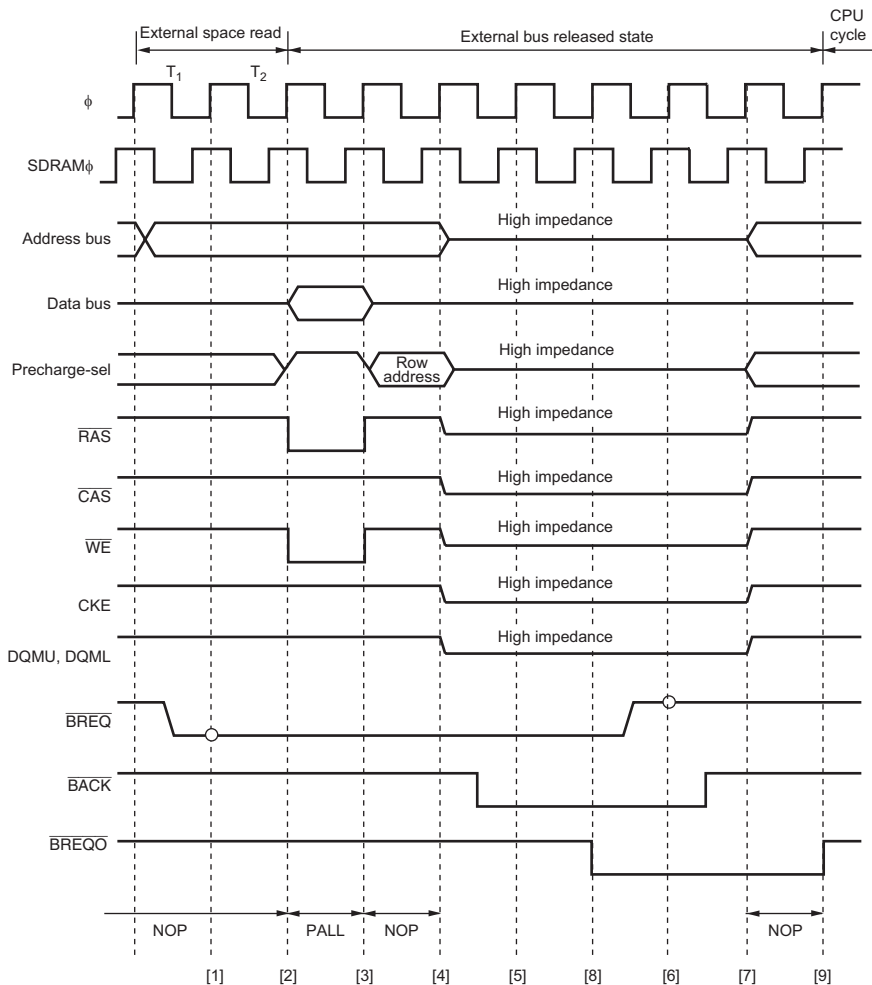 External space read
External bus released state
CPU
cycle
T1
T2
ϕ
SDRAMϕ
Address bus
High impedance
Data bus
High impedance
Precharge-sel
Row
address
High impedance
RAS
High impedance
CAS
High impedance
WE
High impedance
CKE
High impedance
DQMU, DQML
High impedance
BREQ
BACK
BREQO
NOP
PALL
NOP
NOP
[1]
[2]
[3]
[4]
[5]
[8]
[6]
[7]
[9]